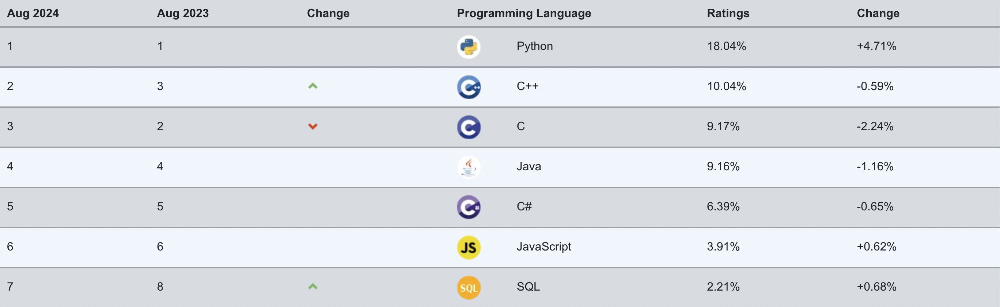 Aug 2024 Aug 2023 Change Programming Language Ratings Change
1 1 Python 18.04% +4.71%
2 3 C++ 10.04% -0.59%
3 2 C 9.17% -2.24%
4 4 Java 9.16% -1.16%
5 5 C# 6.39% -0.65%
6 6 JS JavaScript 3.91% +0.62%
7 8 SQL SQL 2.21% +0.68%